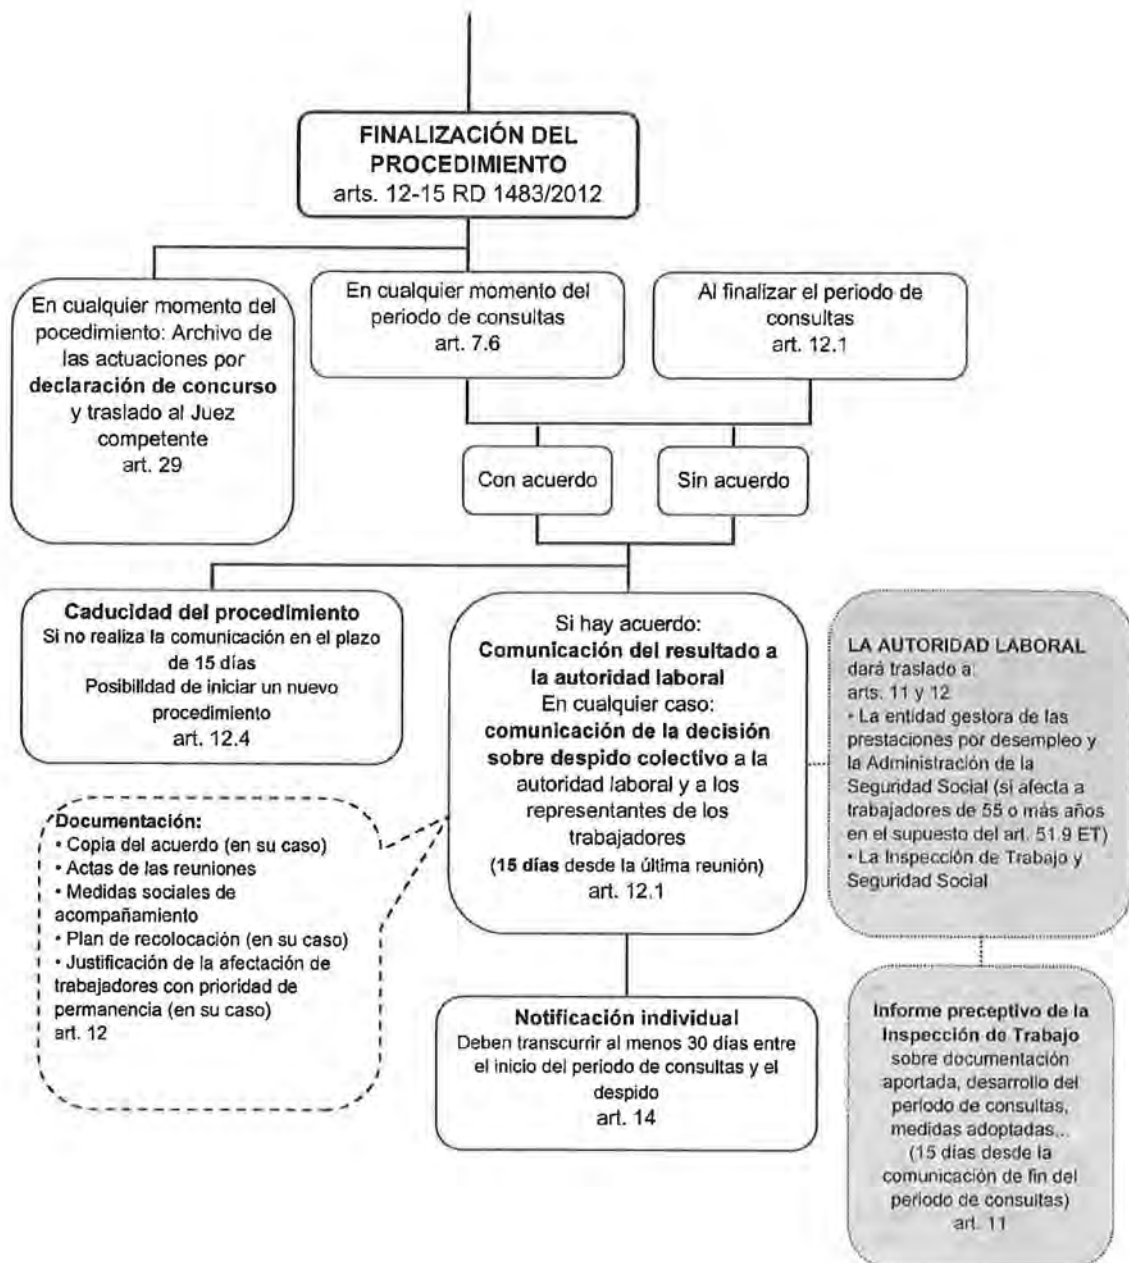 FINALIZACIÓN DEL
PROCEDIMIENTO
arts. 12-15 RD 1483/2012
En cualquier momento del
pocedimiento: Archivo de
las actuaciones por
declaración de concurso
y traslado al Juez
competente
art. 29
En cualquier momento del
periodo de consultas
art. 7.6
Al finalizar el periodo de
consultas
art. 12.1
Con acuerdo
Sin acuerdo
Caducidad del procedimiento
Si no realiza la comunicación en el plazo
de 15 días
Posibilidad de iniciar un nuevo
procedimiento
art. 12.4
Si hay acuerdo:
Comunicación del resultado a
la autoridad laboral
En cualquier caso:
comunicación de la decisión
sobre despido colectivo a la
autoridad laboral y a los
representantes de los
trabajadores
(15 días desde la última reunión)
art. 12.1
LA AUTORIDAD LABORAL
dará traslado a:
arts. 11 y 12
• La entidad gestora de las
prestaciones por desempleo y
la Administración de la
Seguridad Social (si afecta a
trabajadores de 55 o más años
en el supuesto del art. 51.9 ET)
• La Inspección de Trabajo y
Seguridad Social
Documentación:
• Copia del acuerdo (en su caso)
• Actas de las reuniones
• Medidas sociales de
acompañamiento
• Plan de recolocación (en su caso)
• Justificación de la afectación de
trabajadores con prioridad de
permanencia (en su caso)
art. 12
Notificación individual
Deben transcurrir al menos 30 días entre
el inicio del periodo de consultas y el
despido
art. 14
Informe preceptivo de la
Inspección de Trabajo
sobre documentación
aportada, desarrollo del
periodo de consultas,
medidas adoptadas...
(15 días desde la
comunicación de fin del
periodo de consultas)
art. 11